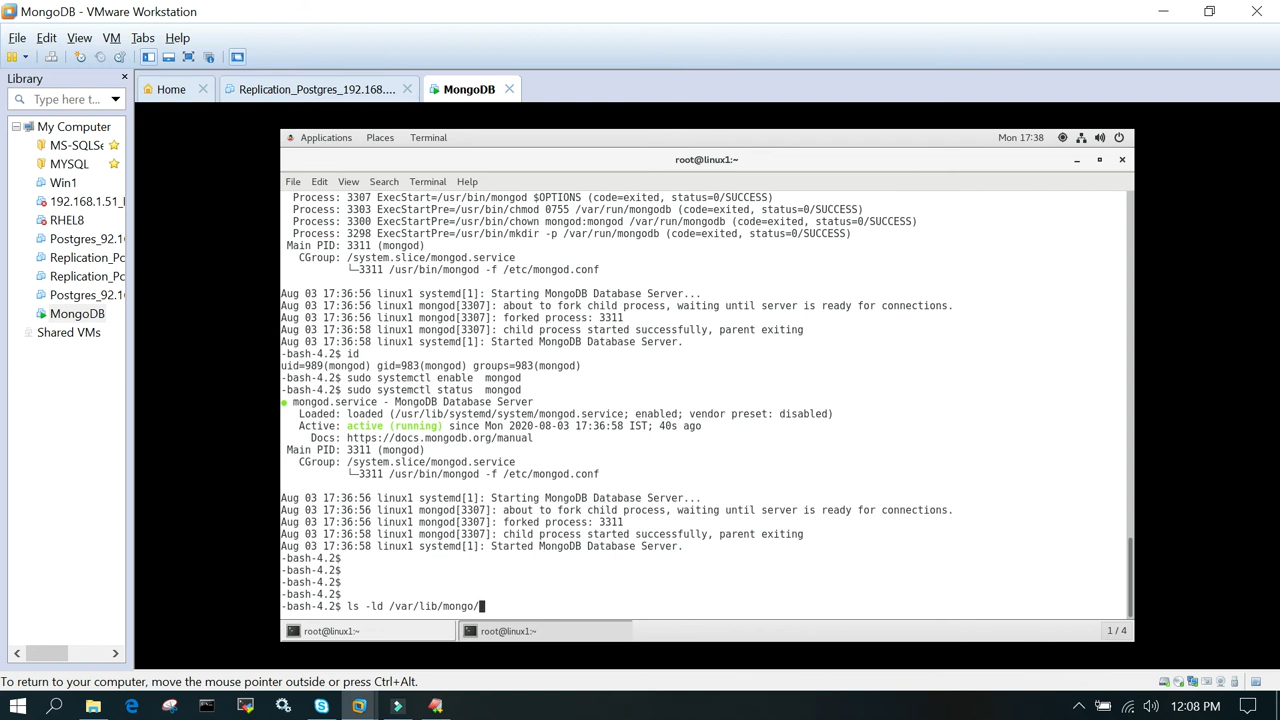 MongoDB - VMware Workstation
File Edit View VM Tabs Help
Library
Type here t...
My Computer
MS-SQLSe
MYSQL
Win1
192.168.1.51_
RHEL8
Postgres_92.1
Replication_Po
Replication_Po
Postgres_92.1
MongoDB
Shared VMs
Home
Replication_Postgres_192.168....
MongoDB
Applications Places Terminal
Mon 17:38
root@linux1:~
File Edit View Search Terminal Help
Process: 3307 ExecStart=/usr/bin/mongod $OPTIONS (code=exited, status=0/SUCCESS)
Process: 3303 ExecStartPre=/usr/bin/chmod 0755 /var/run/mongodb (code=exited, status=0/SUCCESS)
Process: 3300 ExecStartPre=/usr/bin/chown mongod:mongod /var/run/mongodb (code=exited, status=0/SUCCESS)
Process: 3298 ExecStartPre=/usr/bin/mkdir -p /var/run/mongodb (code=exited, status=0/SUCCESS)
Main PID: 3311 (mongod)
CGroup: /system.slice/mongod.service
└─3311 /usr/bin/mongod -f /etc/mongod.conf
Aug 03 17:36:56 linux1 systemd[1]: Starting MongoDB Database Server...
Aug 03 17:36:56 linux1 mongod[3307]: about to fork child process, waiting until server is ready for connections.
Aug 03 17:36:56 linux1 mongod[3307]: forked process: 3311
Aug 03 17:36:58 linux1 mongod[3307]: child process started successfully, parent exiting
Aug 03 17:36:58 linux1 systemd[1]: Started MongoDB Database Server.
-bash-4.2$ id
uid=989(mongod) gid=983(mongod) groups=983(mongod)
-bash-4.2$ sudo systemctl enable  mongod
-bash-4.2$ sudo systemctl status  mongod
● mongod.service - MongoDB Database Server
Loaded: loaded (/usr/lib/systemd/system/mongod.service; enabled; vendor preset: disabled)
Active: active (running) since Mon 2020-08-03 17:36:58 IST; 40s ago
Docs: https://docs.mongodb.org/manual
Main PID: 3311 (mongod)
CGroup: /system.slice/mongod.service
└─3311 /usr/bin/mongod -f /etc/mongod.conf
Aug 03 17:36:56 linux1 systemd[1]: Starting MongoDB Database Server...
Aug 03 17:36:56 linux1 mongod[3307]: about to fork child process, waiting until server is ready for connections.
Aug 03 17:36:56 linux1 mongod[3307]: forked process: 3311
Aug 03 17:36:58 linux1 mongod[3307]: child process started successfully, parent exiting
Aug 03 17:36:58 linux1 systemd[1]: Started MongoDB Database Server.
-bash-4.2$
-bash-4.2$
-bash-4.2$
-bash-4.2$
-bash-4.2$ ls -ld /var/lib/mongo/
root@linux1:~
root@linux1:~
1 / 4
To return to your computer, move the mouse pointer outside or press Ctrl+Alt.
12:08 PM